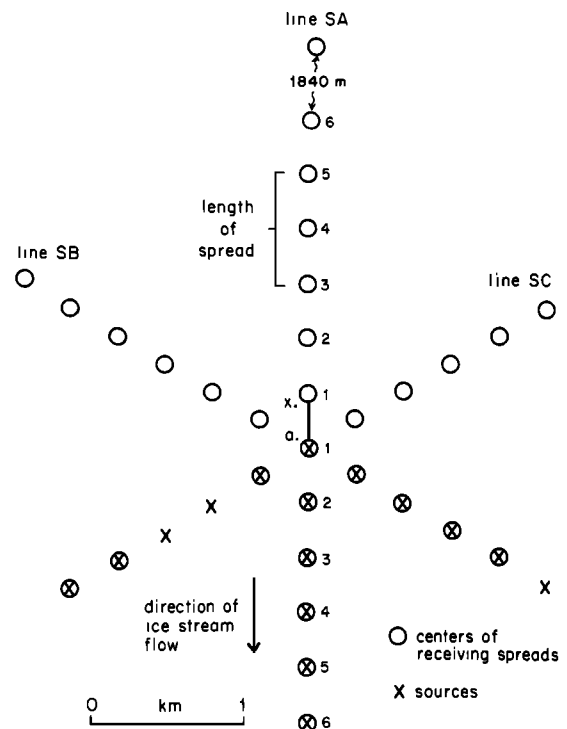 line SA
1840 m
6
5
length
of
spread
4
line SB
3
line SC
2
1
x.
a.
1
2
3
direction of
ice stream
flow
4
centers of
receiving spreads
5
sources
0 km 1
6